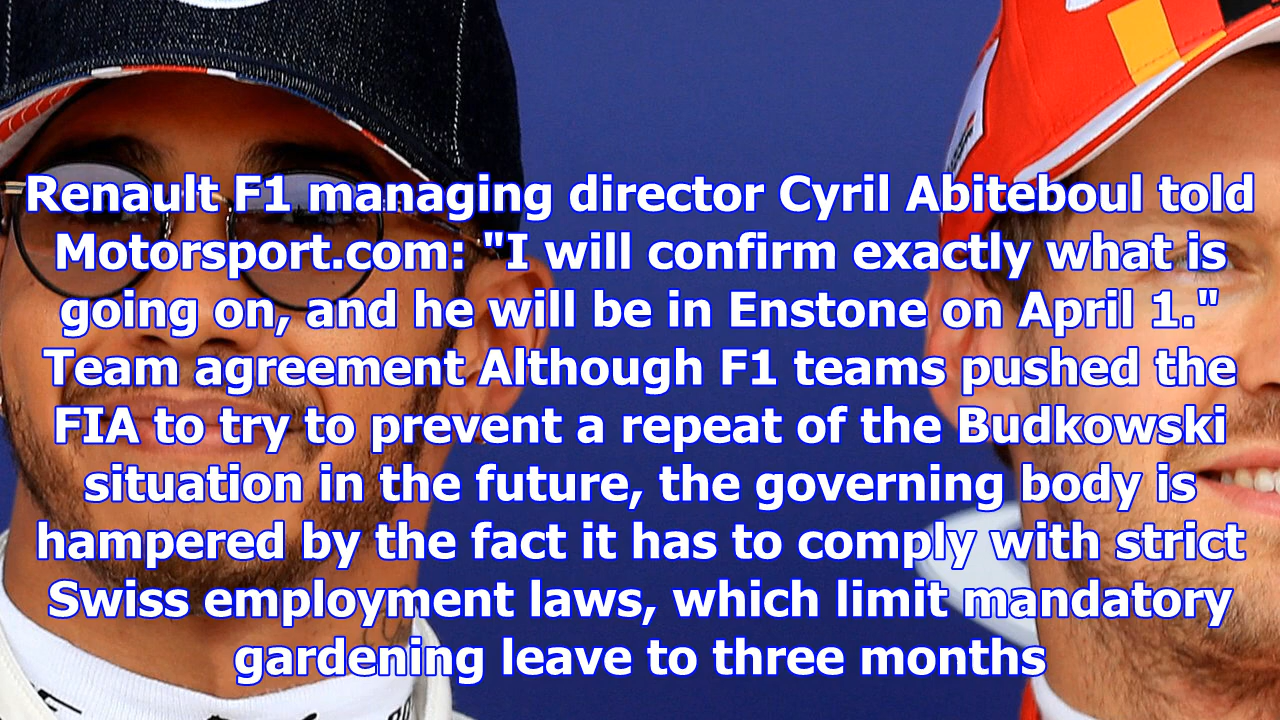 Renault F1 managing director Cyril Abiteboul told
Motorsport.com: "I will confirm exactly what is
going on, and he will be in Enstone on April 1."
Team agreement Although F1 teams pushed the
FIA to try to prevent a repeat of the Budkowski
situation in the future, the governing body is
hampered by the fact it has to comply with strict
Swiss employment laws, which limit mandatory
gardening leave to three months